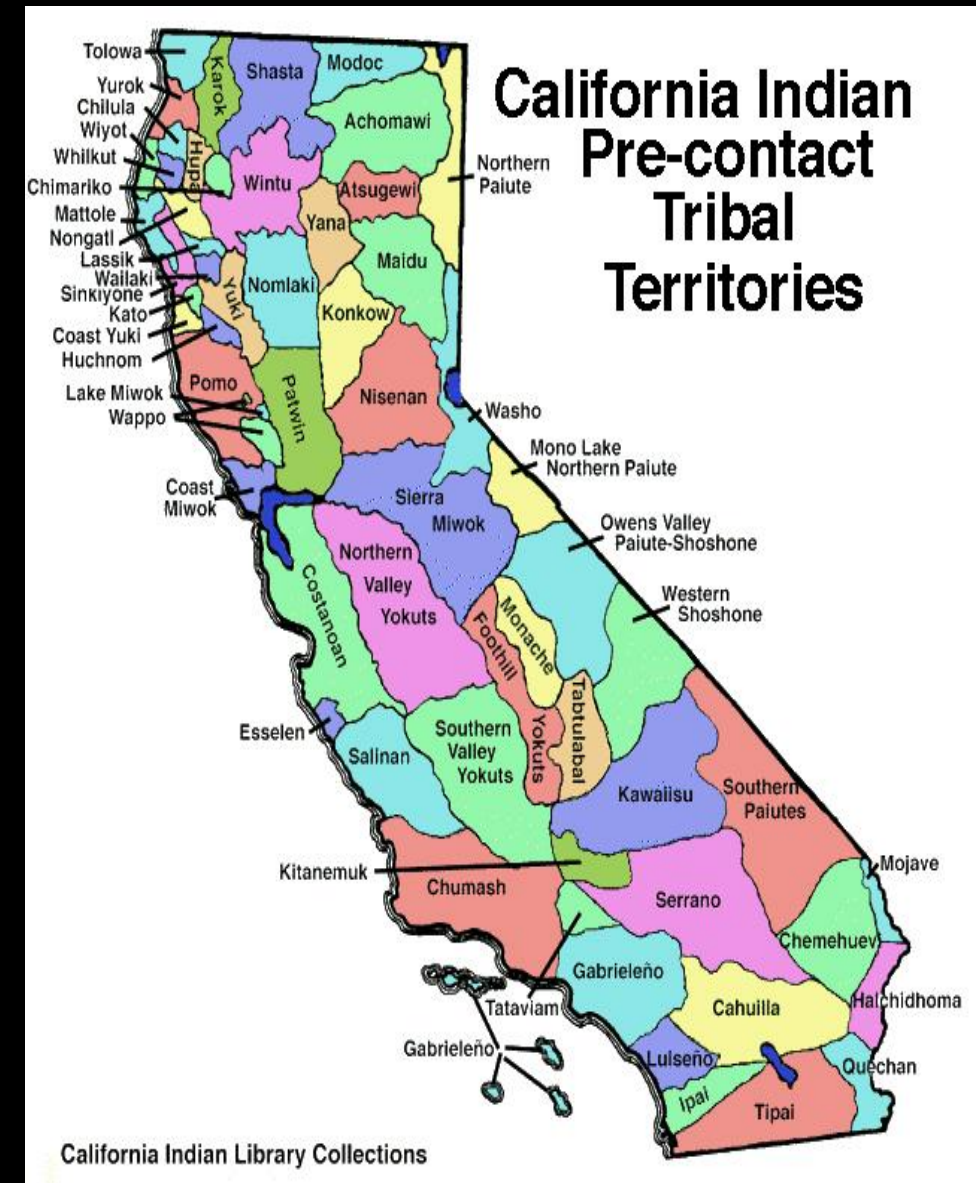 California Indian
Pre-contact
Tribal
Territories
Tolowa
Yurok
Chilula
Wiyot
Whilkut
Chimariko
Mattole
Nongatl
Lassik
Wailaki
Sinkiyone
Kato
Coast Yuki
Huchnom
Lake Miwok
Wappo
Coast
Miwok
Karok
Shasta
Modoc
Achomawi
Northern
Paiute
Hupa
Wintu
Atsugewi
Yana
Maidu
Yuki
Nomlaki
Konkow
Pomo
Patwin
Nisenan
Washo
Mono Lake
Northern Paiute
Sierra
Miwok
Owens Valley
Paiute-Shoshone
Western
Shoshone
Costanoan
Northern
Valley
Yokuts
Foothill
Yokuts
Monache
Tabtulabal
Esselen
Salinan
Southern
Valley
Yokuts
Kawaiisu
Southern
Paiutes
Kitanemuk
Chumash
Serrano
Mojave
Chemehuevi
Tataviam
Gabrieleño
Cahuilla
Halchidhoma
Gabrieleño
Luiseño
Quechan
Ipai
Tipai
California Indian Library Collections